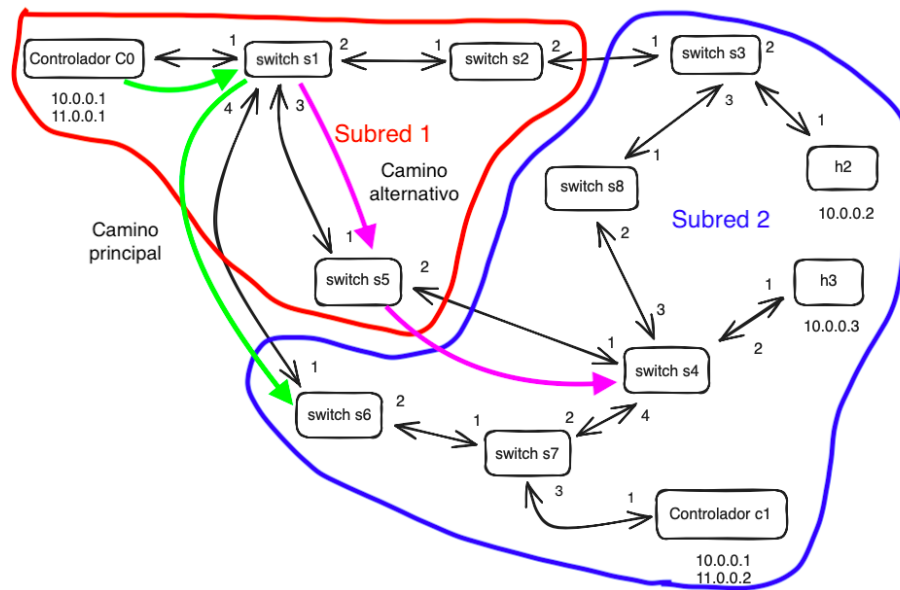 Controlador C0
10.0.0.1
11.0.0.1
1
switch s1
2
4
3
1
switch s2
2
1
switch s3
2
3
1
h2
10.0.0.2
Subred 1
Camino
alternativo
Camino
principal
1
switch s8
2
Subred 2
1
switch s5
2
1
h3
10.0.0.3
3
1
switch s4
2
4
1
switch s6
2
1
switch s7
2
3
1
Controlador c1
10.0.0.1
11.0.0.2